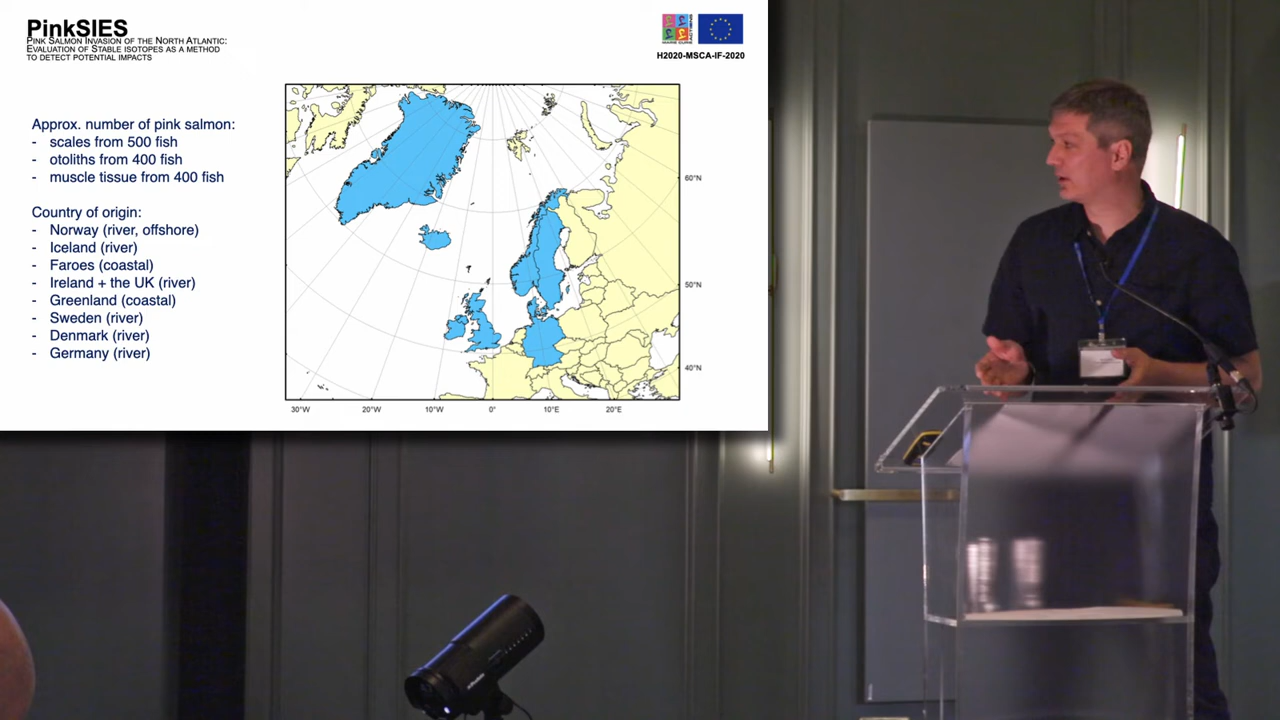 PinkSIES
Pink Salmon Invasion of the North Atlantic:
Evaluation of Stable isotopes as a method
to detect potential impacts
H2020-MSCA-IF-2020
Approx. number of pink salmon:
- scales from 500 fish
- otoliths from 400 fish
- muscle tissue from 400 fish
Country of origin:
- Norway (river, offshore)
- Iceland (river)
- Faroes (coastal)
- Ireland + the UK (river)
- Greenland (coastal)
- Sweden (river)
- Denmark (river)
- Germany (river)
60°N
50°N
40°N
30°W 20°W 10°W 0° 10°E 20°E